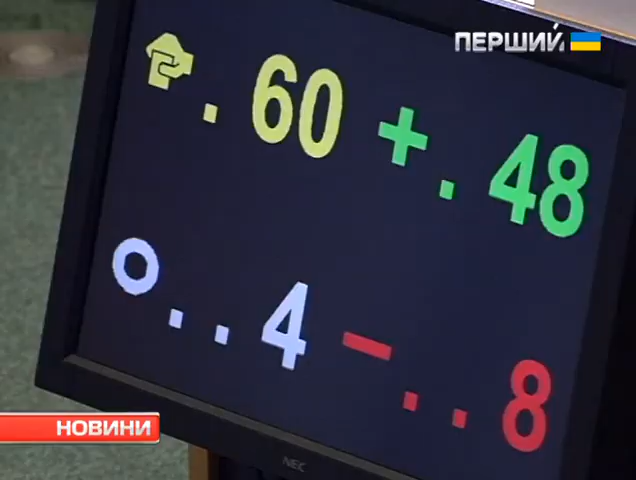 ПЕРШИЙ
. 60 + . 48
O . . 4 − . . 8
НОВИНИ
NEC